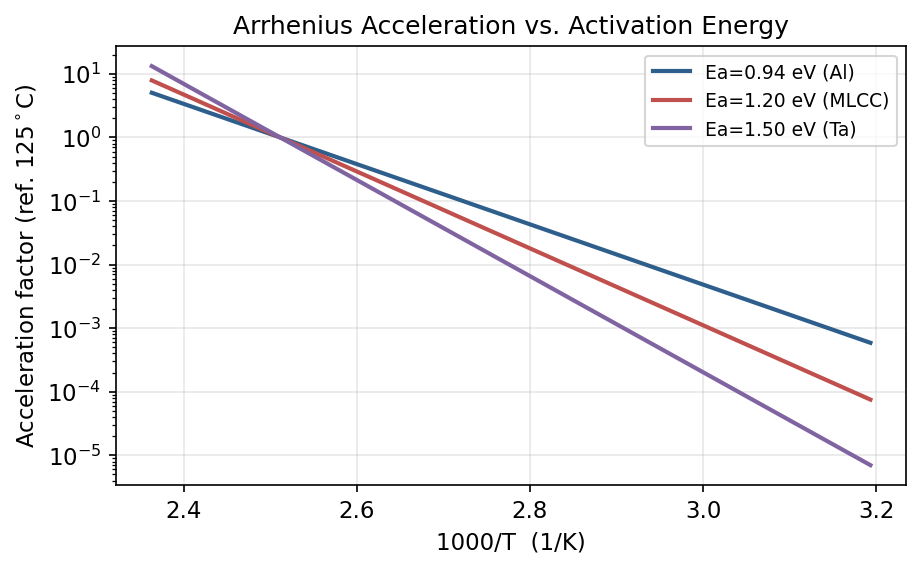 Arrhenius Acceleration vs. Activation Energy
Acceleration factor (ref. 125°C)
10¹
10⁰
10⁻¹
10⁻²
10⁻³
10⁻⁴
10⁻⁵
Ea=0.94 eV (Al)
Ea=1.20 eV (MLCC)
Ea=1.50 eV (Ta)
2.4 2.6 2.8 3.0 3.2
1000/T (1/K)